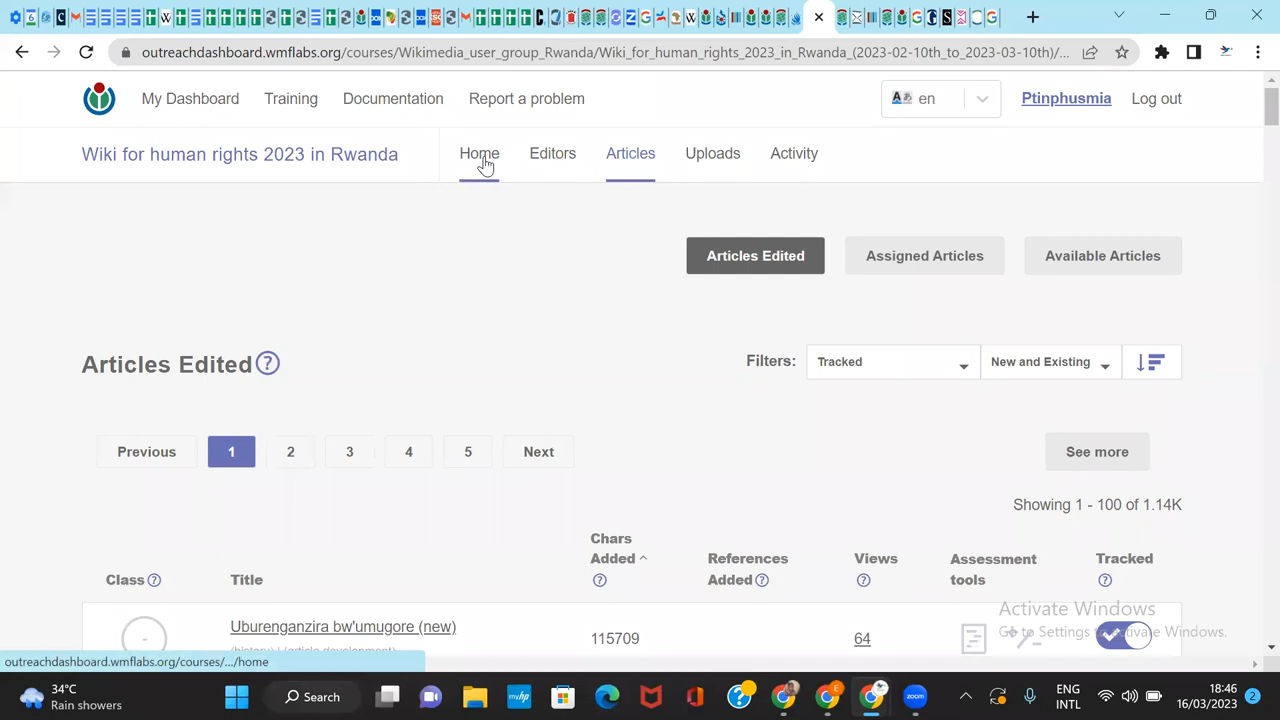 outreachdashboard.wmflabs.org/courses/Wikimedia_user_group_Rwanda/Wiki_for_human_rights_2023_in_Rwanda_(2023-02-10th_to_2023-03-10th)/...
My Dashboard Training Documentation Report a problem en Ptinphusmia Log out
Wiki for human rights 2023 in Rwanda Home Editors Articles Uploads Activity
Articles Edited Assigned Articles Available Articles
Articles Edited ? Filters: Tracked New and Existing
Previous 1 2 3 4 5 Next See more
Showing 1 - 100 of 1.14K
Class ? Title Chars Added ? References Added ? Views ? Assessment tools Tracked ?
Uburenganzira bw'umugore (new) 115709 64
Activate Windows
Go to Settings to activate Windows.
outreachdashboard.wmflabs.org/courses/.../home
34°C Search ENG 18:46
Rain showers INTL 16/03/2023 2